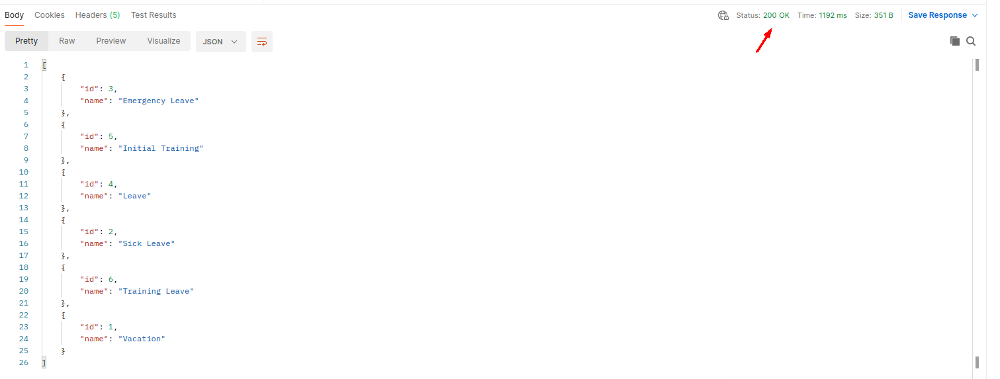 Body Cookies Headers (5) Test Results Status: 200 OK Time: 1192 ms Size: 351 B Save Response
Pretty Raw Preview Visualize JSON
1 [
2 {
3 "id": 3,
4 "name": "Emergency Leave"
5 },
6 {
7 "id": 5,
8 "name": "Initial Training"
9 },
10 {
11 "id": 4,
12 "name": "Leave"
13 },
14 {
15 "id": 2,
16 "name": "Sick Leave"
17 },
18 {
19 "id": 6,
20 "name": "Training Leave"
21 },
22 {
23 "id": 1,
24 "name": "Vacation"
25 }
26 ]